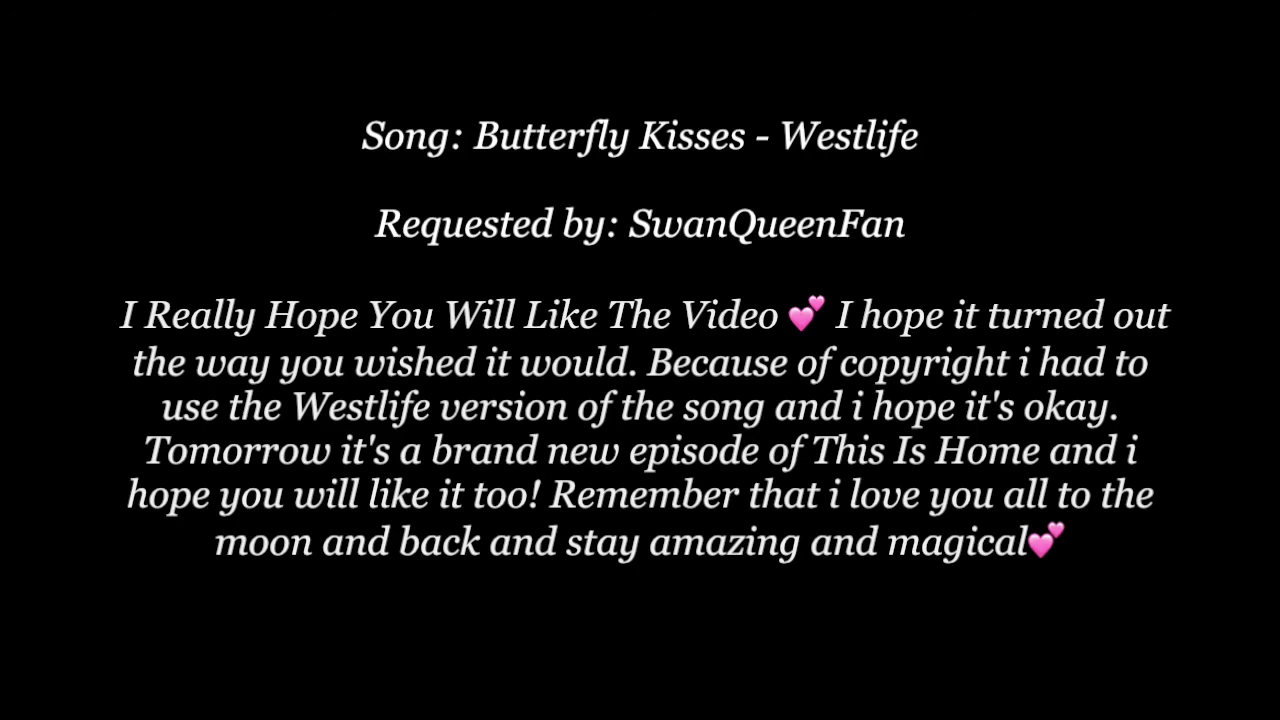 Song: Butterfly Kisses - Westlife
Requested by: SwanQueenFan
I Really Hope You Will Like The Video 💕 I hope it turned out
the way you wished it would. Because of copyright i had to
use the Westlife version of the song and i hope it's okay.
Tomorrow it's a brand new episode of This Is Home and i
hope you will like it too! Remember that i love you all to the
moon and back and stay amazing and magical💕